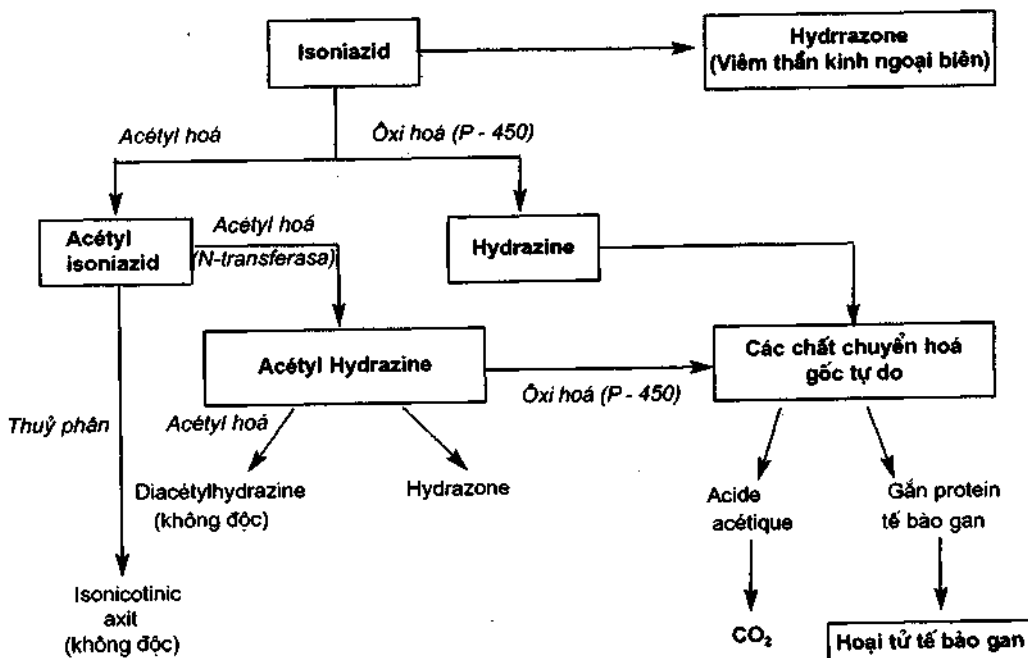 Isoniazid
Hydrrazone
(Viêm thần kinh ngoại biên)
Acétyl hoá
Ôxi hoá (P - 450)
Acétyl
isoniazid
Acétyl hoá
(N-transferasa)
Hydrazine
Acétyl Hydrazine
Các chất chuyển hoá
gốc tự do
Ôxi hoá (P - 450)
Thuỷ phân
Acétyl hoá
Diacétylhydrazine
(không độc)
Hydrazone
Acide
acétique
Gắn protein
tế bào gan
Isonicotinic
axit
(không độc)
CO₂
Hoại tử tế bào gan